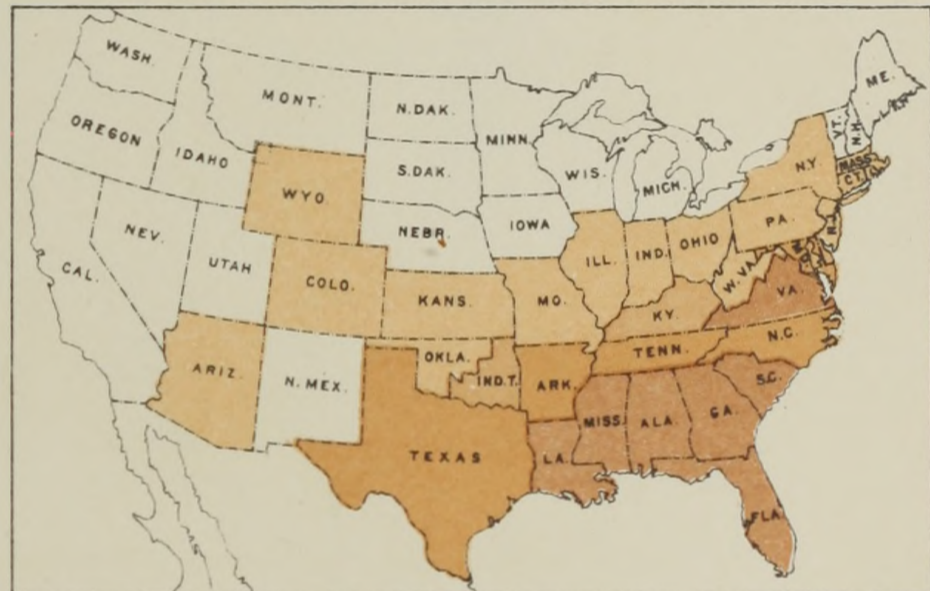 WASH.
MONT.
N.DAK.
MINN.
ME.
OREGON
IDAHO
S.DAK.
WIS.
MICH.
VT.
N.H.
N.Y.
MASS.
CT.
WYO.
NEBR.
IOWA
PA.
N.J.
NEV.
UTAH
COLO.
KANS.
MO.
ILL.
IND.
OHIO
W.VA.
VA.
CAL.
KY.
ARIZ.
N.MEX.
OKLA.
IND.T.
ARK.
TENN.
N.C.
S.C.
TEXAS
LA.
MISS.
ALA.
GA.
FLA.